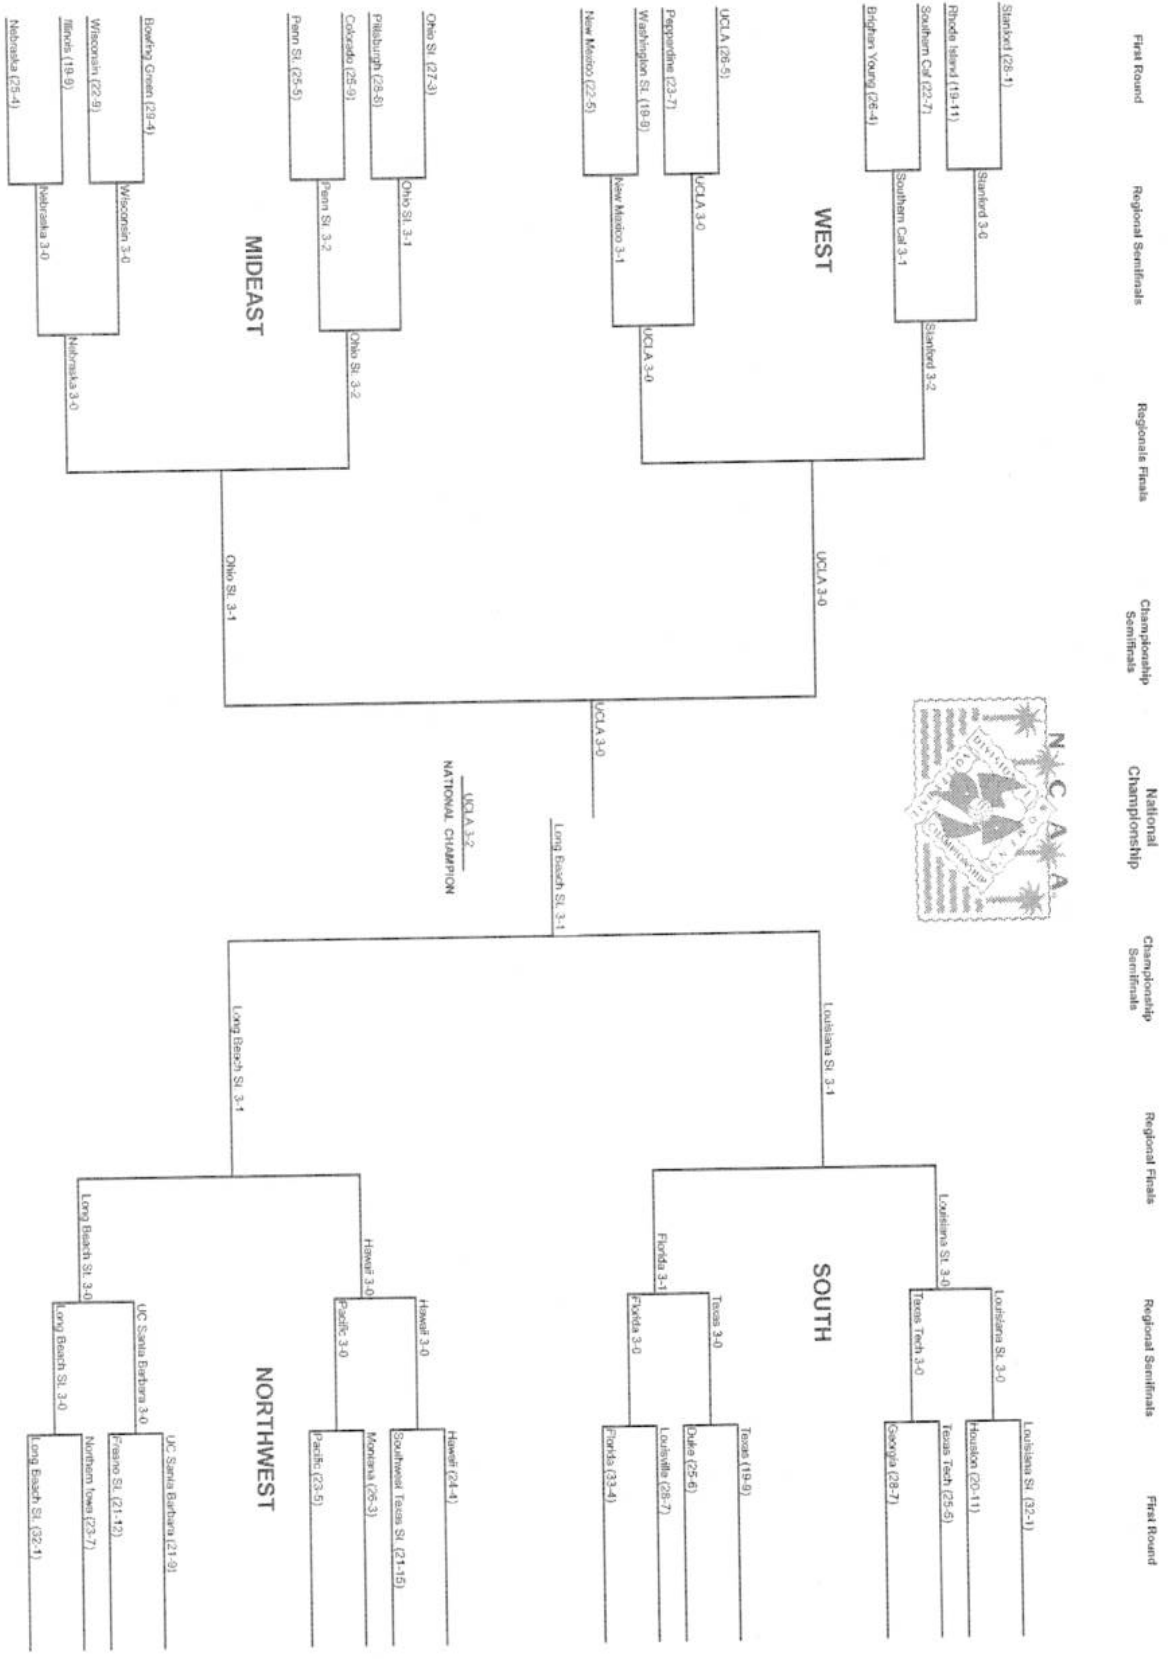 First Round
Regional Semifinals
Regionals Finals
Championship
Semifinals
National
Championship
Championship
Semifinals
Regional Finals
Regional Semifinals
First Round
N C A A
DIVISION I
CHAMPIONSHIP
Stanford (28-1)
Rhode Island (19-11)
Southern Cal (22-7)
Brighan Young (26-4)
Stanford 3-0
Southern Cal 3-1
Stanford 3-2
WEST
UCLA (26-5)
Pepperdine (23-7)
Washington St. (19-9)
New Mexico (22-5)
UCLA 3-0
New Mexico 3-1
UCLA 3-0
UCLA 3-0
Ohio St. (27-3)
Pittsburgh (28-6)
Colorado (25-9)
Penn St. (25-5)
Ohio St. 3-1
Penn St. 3-2
Ohio St. 3-2
MIDEAST
Bowling Green (29-4)
Wisconsin (22-9)
Illinois (19-9)
Nebraska (25-4)
Wisconsin 3-0
Nebraska 3-0
Nebraska 3-0
Ohio St. 3-1
UCLA 3-0
UCLA 3-2
NATIONAL CHAMPION
Long Beach St. 3-1
Louisiana St. 3-1
Long Beach St. 3-1
Louisiana St. 3-0
Florida 3-1
SOUTH
Louisiana St. 3-0
Texas Tech 3-0
Texas 3-0
Florida 3-0
Louisiana St. (32-1)
Houston (20-11)
Texas Tech (25-5)
Georgia (28-7)
Texas (19-9)
Duke (25-6)
Louisville (28-7)
Florida (33-4)
Hawaii 3-0
Long Beach St. 3-0
NORTHWEST
Hawaii 3-0
Pacific 3-0
UC Santa Barbara 3-0
Long Beach St. 3-0
Hawaii (24-4)
Southwest Texas St. (21-15)
Montana (26-3)
Pacific (23-5)
UC Santa Barbara (21-9)
Fresno St. (21-12)
Northern Iowa (23-7)
Long Beach St. (32-1)